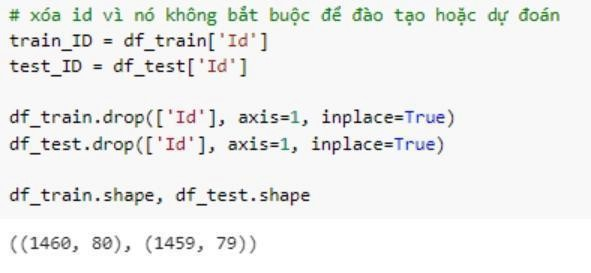 # xóa id vì nó không bắt buộc để đào tạo hoặc dự đoán
train_ID = df_train['Id']
test_ID = df_test['Id']
df_train.drop(['Id'], axis=1, inplace=True)
df_test.drop(['Id'], axis=1, inplace=True)
df_train.shape, df_test.shape
((1460, 80), (1459, 79))